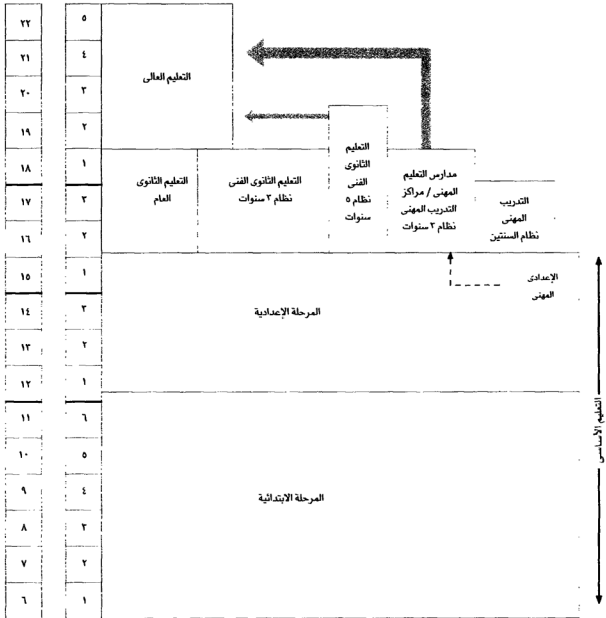 ٢٢ ٥
٢١ ٤
٢٠ ٣
١٩ ٢
١٨ ١
١٧ ٣
١٦ ٢
١٥ ١
١٤ ٣
١٣ ٢
١٢ ١
١١ ٦
١٠ ٥
٩ ٤
٨ ٣
٧ ٢
٦ ١
التعليم العالى
التعليم الثانوى
العام
التعليم الثانوى الفنى
نظام ٣ سنوات
التعليم
الثانوى
الفنى
نظام ٥
سنوات
مدارس التعليم
المهنى / مراكز
التدريب المهنى
نظام ٣ سنوات
التدريب
المهنى
نظام السنتين
الإعدادى
المهنى
المرحلة الإعدادية
المرحلة الابتدائية
التعليم الأساسى